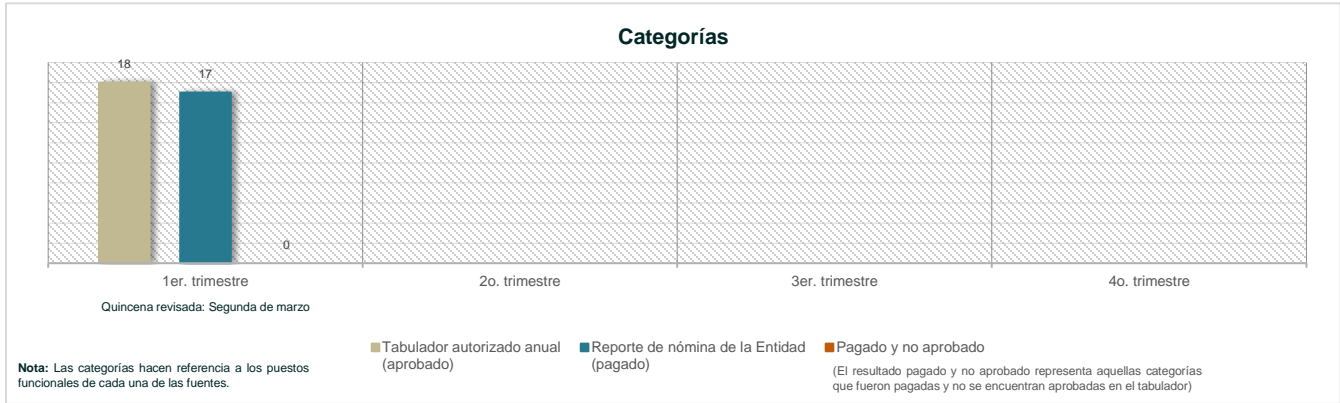 Categorías
18
17
0
1er. trimestre
2o. trimestre
3er. trimestre
4o. trimestre
Quincena revisada: Segunda de marzo
Tabulador autorizado anual
(aprobado)
Reporte de nómina de la Entidad
(pagado)
Pagado y no aprobado
(El resultado pagado y no aprobado representa aquellas categorías
que fueron pagadas y no se encuentran aprobadas en el tabulador)
Nota: Las categorías hacen referencia a los puestos
funcionales de cada una de las fuentes.